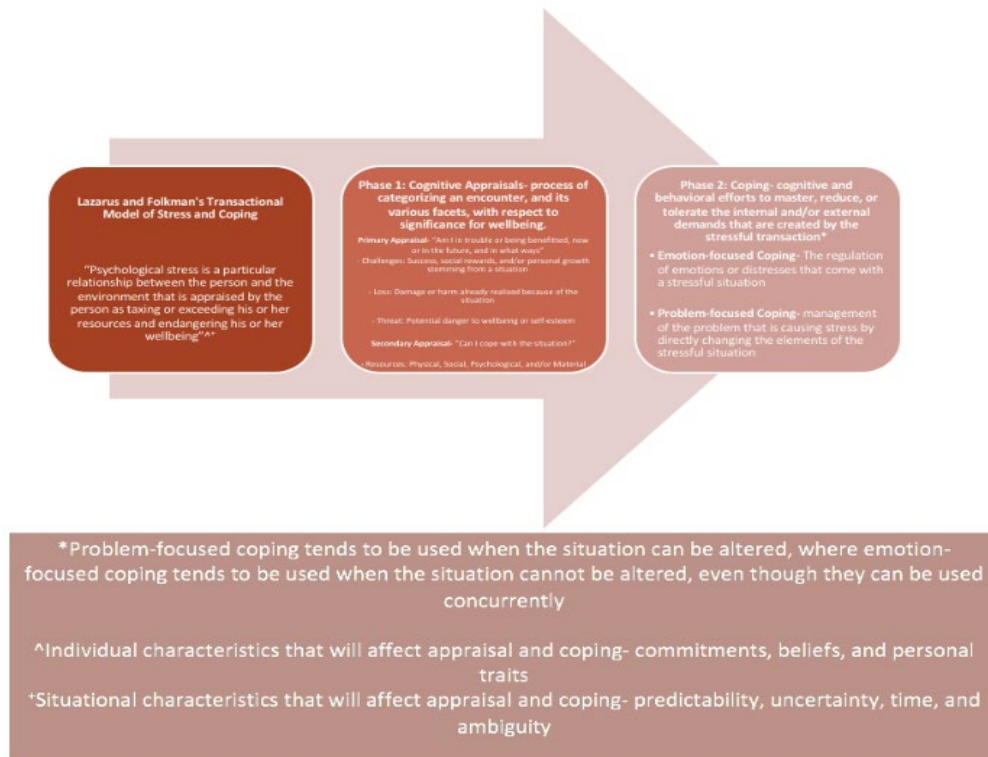 Lazarus and Folkman's Transactional
Model of Stress and Coping
"Psychological stress is a particular
relationship between the person and the
environment that is appraised by the
person as taxing or exceeding his or her
resources and endangering his or her
wellbeing"^⁺
Phase 1: Cognitive Appraisals- process of
categorizing an encounter, and its
various facets, with respect to
significance for wellbeing.
Primary Appraisal- "Am I in trouble or being benefitted, now
or in the future, and in what ways"
- Challenges: Success, social rewards, and/or personal growth
stemming from a situation
- Loss: Damage or harm already realized because of the
situation
- Threat: Potential danger to wellbeing or self-esteem
Secondary Appraisal- "Can I cope with the situation?"
- Resources: Physical, Social, Psychological, and/or Material
Phase 2: Coping- cognitive and
behavioral efforts to master, reduce, or
tolerate the internal and/or external
demands that are created by the
stressful transaction*
• Emotion-focused Coping- The regulation
of emotions or distresses that come with
a stressful situation
• Problem-focused Coping- management
of the problem that is causing stress by
directly changing the elements of the
stressful situation
*Problem-focused coping tends to be used when the situation can be altered, where emotion-
focused coping tends to be used when the situation cannot be altered, even though they can be used
concurrently
^Individual characteristics that will affect appraisal and coping- commitments, beliefs, and personal
traits
⁺Situational characteristics that will affect appraisal and coping- predictability, uncertainty, time, and
ambiguity